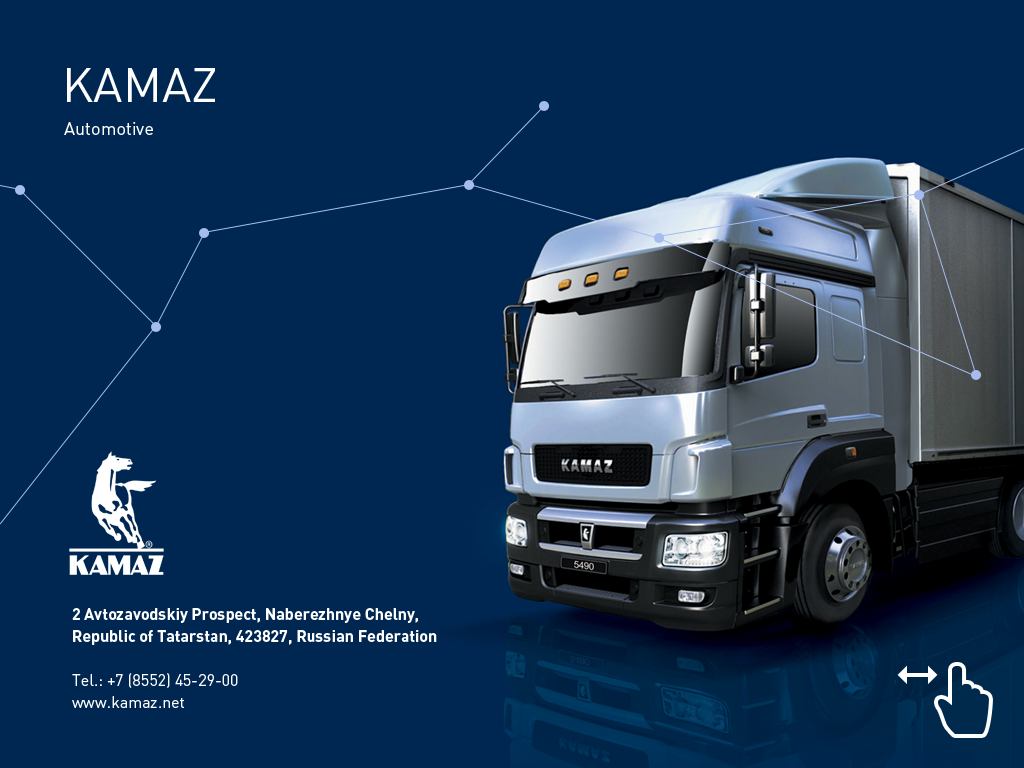 KAMAZ
Automotive
KAMAZ
5490
®
KAMAZ
2 Avtozavodskiy Prospect, Naberezhnye Chelny,
Republic of Tatarstan, 423827, Russian Federation
Tel.: +7 (8552) 45-29-00
www.kamaz.net